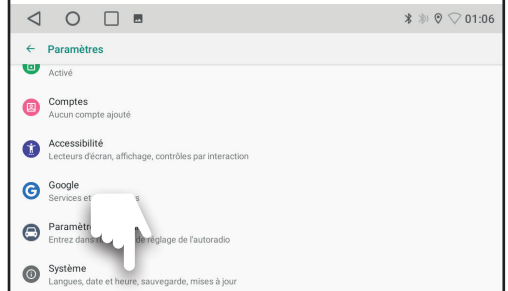 01:06
Paramètres
Activé
Comptes
Aucun compte ajouté
Accessibilité
Lecteurs d'écran, affichage, contrôles par interaction
Google
Services et
Entrez dans de réglage de l'autoradio
Système
Langues, date et heure, sauvegarde, mises à jour